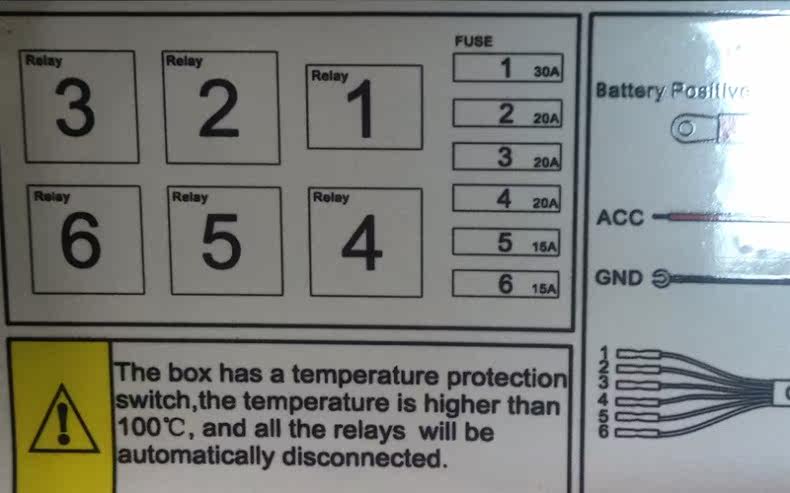 Relay
3
Relay
2
Relay
1
Relay
6
Relay
5
Relay
4
FUSE
1 30A
2 20A
3 20A
4 20A
5 15A
6 15A
Battery Positive
ACC
GND
1
2
3
4
5
6
The box has a temperature protection
switch,the temperature is higher than
100℃, and all the relays will be
automatically disconnected.